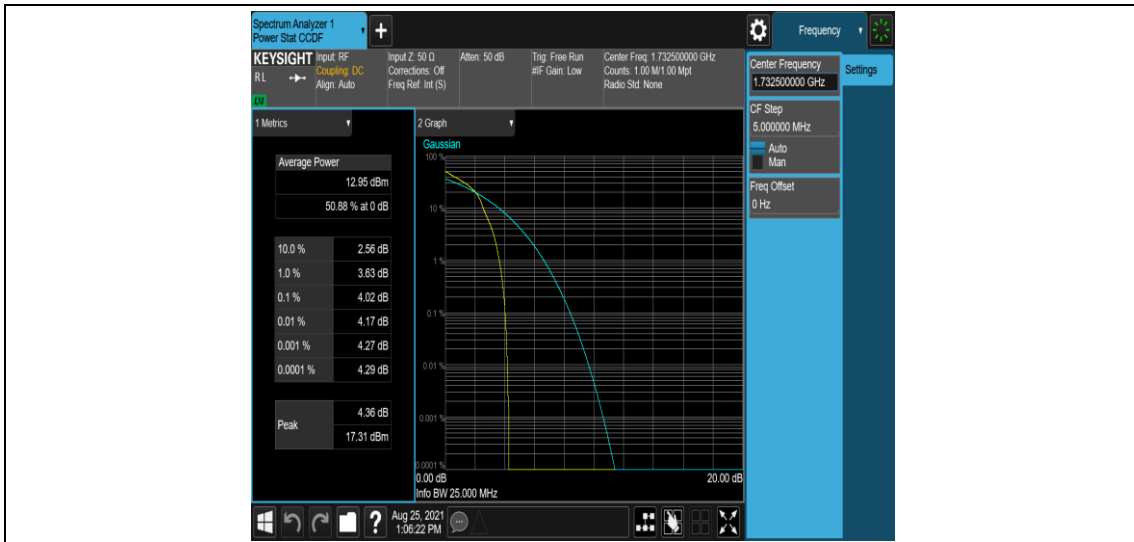 Spectrum Analyzer 1
Power Stat CCDF
Frequency
KEYSIGHT
RL
LXI
Input: RF
Coupling: DC
Align: Auto
Input Z: 50 Ω
Corrections: Off
Freq Ref: Int (S)
Atten: 50 dB
Trig: Free Run
#IF Gain: Low
Center Freq: 1.732500000 GHz
Counts: 1.00 M/1.00 Mpt
Radio Std: None
Center Frequency
1.732500000 GHz
Settings
CF Step
5.000000 MHz
Auto
Man
Freq Offset
0 Hz
1 Metrics
Average Power
12.95 dBm
50.88 % at 0 dB
10.0 % 2.56 dB
1.0 % 3.63 dB
0.1 % 4.02 dB
0.01 % 4.17 dB
0.001 % 4.27 dB
0.0001 % 4.29 dB
Peak
4.36 dB
17.31 dBm
2 Graph
Gaussian
100 %
10 %
1 %
0.1 %
0.01 %
0.001 %
0.0001 %
0.00 dB 20.00 dB
Info BW 25.000 MHz
?
Aug 25, 2021
1:06:22 PM